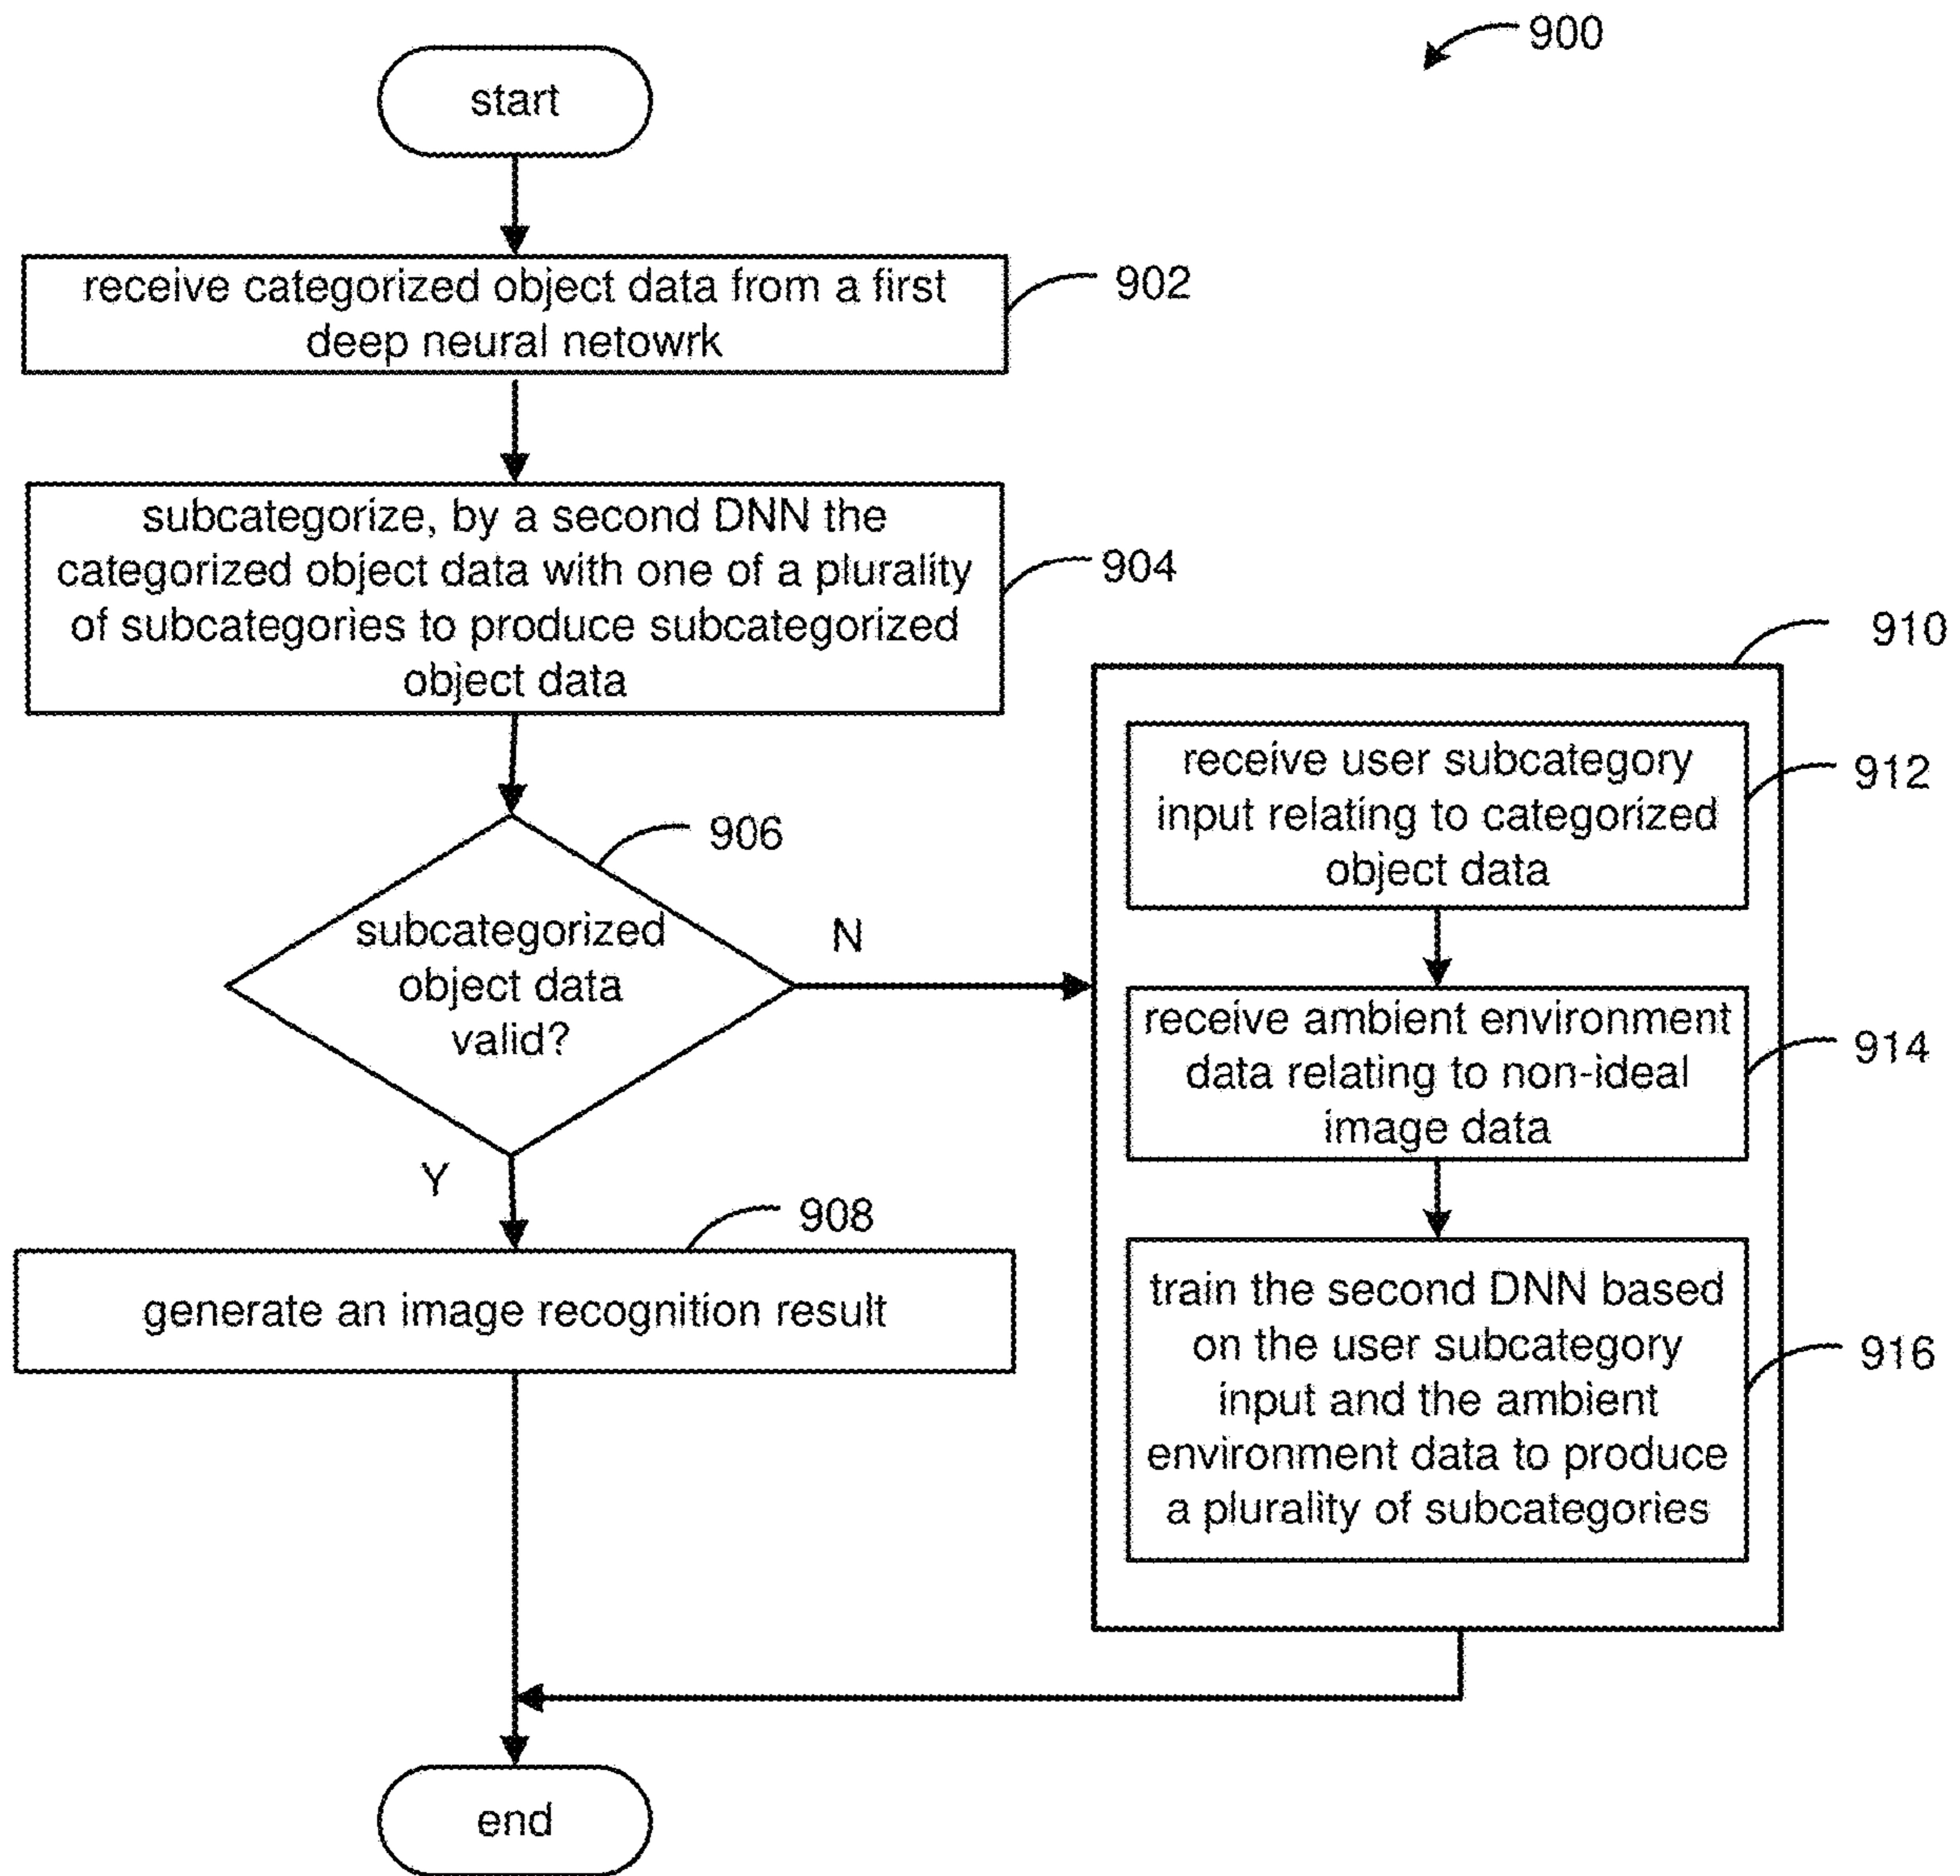 900
start
receive categorized object data from a first
deep neural netowrk
902
subcategorize, by a second DNN the
categorized object data with one of a plurality
of subcategories to produce subcategorized
object data
904
906
subcategorized
object data
valid?
N
Y
908
generate an image recognition result
910
receive user subcategory
input relating to categorized
object data
912
receive ambient environment
data relating to non-ideal
image data
914
train the second DNN based
on the user subcategory
input and the ambient
environment data to produce
a plurality of subcategories
916
end